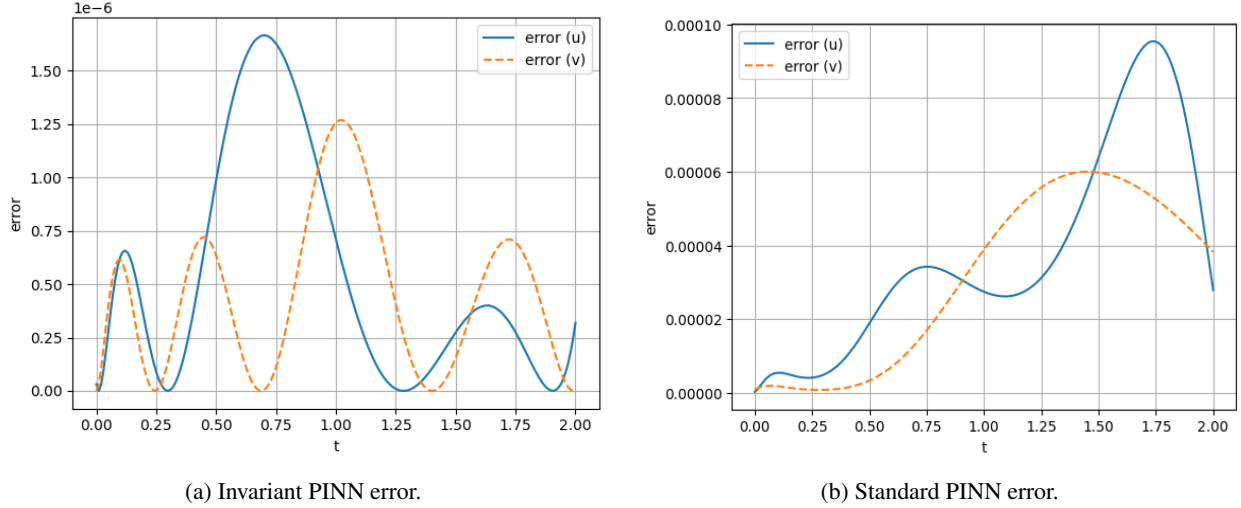 1e−6
error (u)
error (v)
1.50
1.25
1.00
0.75
0.50
0.25
0.00
error
0.00 0.25 0.50 0.75 1.00 1.25 1.50 1.75 2.00
t
(a) Invariant PINN error.
0.00010
error (u)
error (v)
0.00008
0.00006
0.00004
0.00002
0.00000
error
0.00 0.25 0.50 0.75 1.00 1.25 1.50 1.75 2.00
t
(b) Standard PINN error.